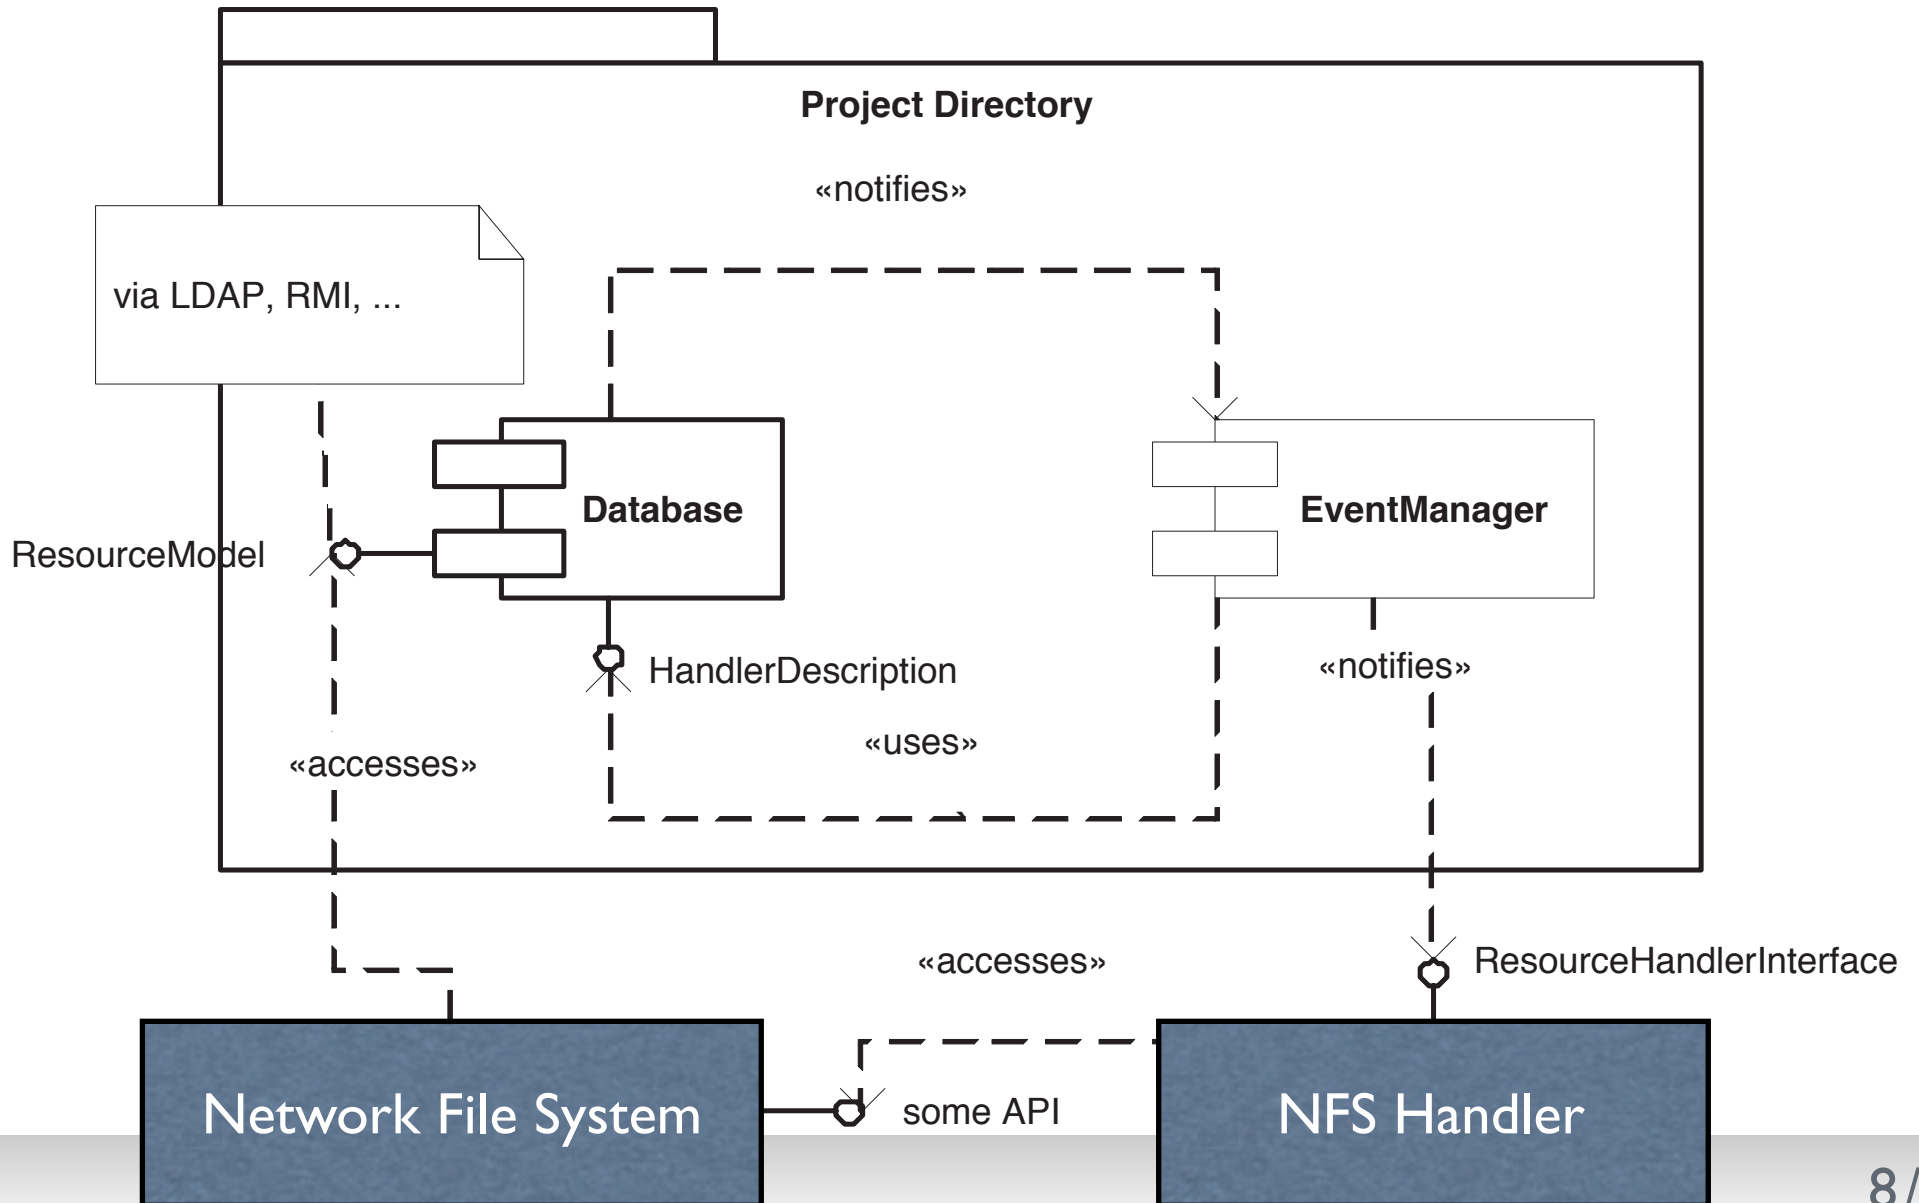 Project Directory
«notifies»
via LDAP, RMI, ...
Database
EventManager
ResourceModel
HandlerDescription
«notifies»
«uses»
«accesses»
«accesses»
ResourceHandlerInterface
Network File System
some API
NFS Handler
8/